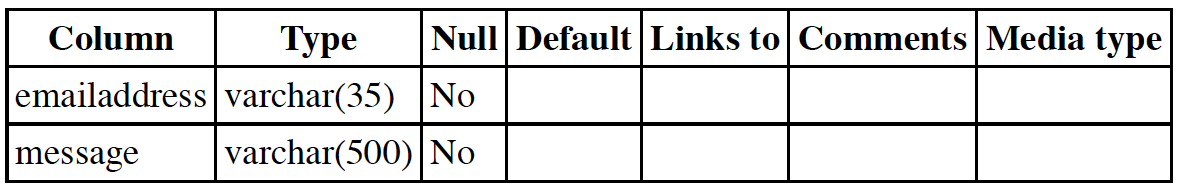 Column Type Null Default Links to Comments Media type
emailaddress varchar(35) No
message varchar(500) No